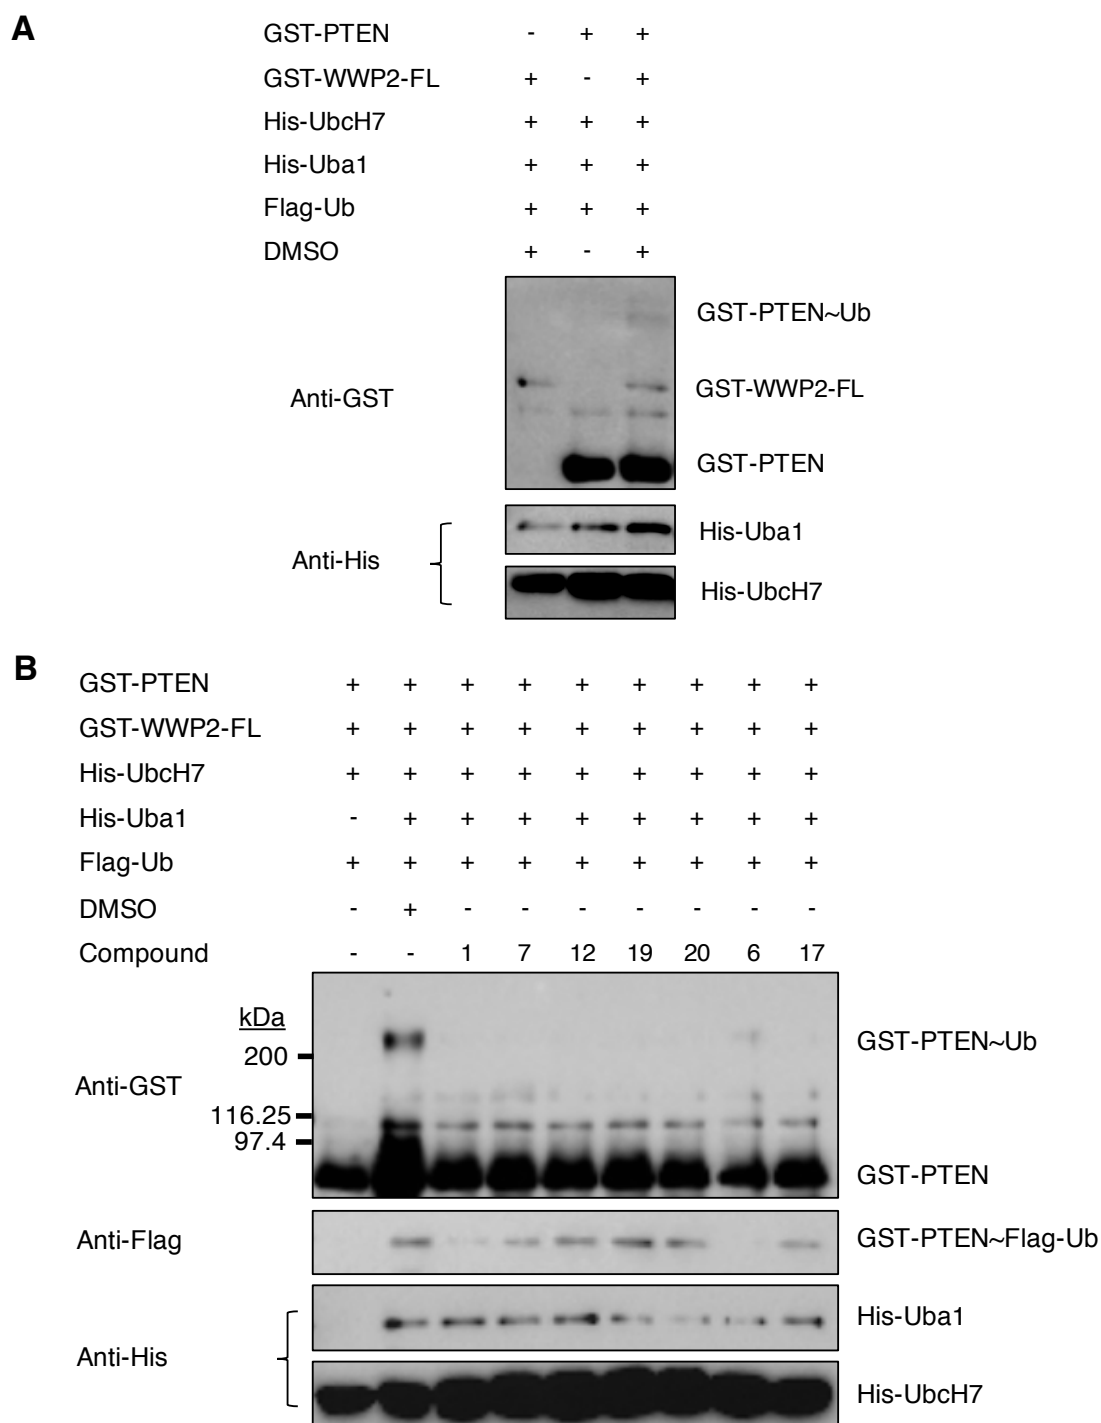 A
GST-PTEN - + +
GST-WWP2-FL + - +
His-UbcH7 + + +
His-Uba1 + + +
Flag-Ub + + +
DMSO + - +
GST-PTEN~Ub
GST-WWP2-FL
Anti-GST
GST-PTEN
His-Uba1
Anti-His
His-UbcH7
B
GST-PTEN + + + + + + + + +
GST-WWP2-FL + + + + + + + + +
His-UbcH7 + + + + + + + + +
His-Uba1 - + + + + + + + +
Flag-Ub + + + + + + + + +
DMSO - + - - - - - - -
Compound - - 1 7 12 19 20 6 17
kDa
GST-PTEN~Ub
200
Anti-GST
116.25
97.4
GST-PTEN
Anti-Flag GST-PTEN~Flag-Ub
His-Uba1
Anti-His
His-UbcH7